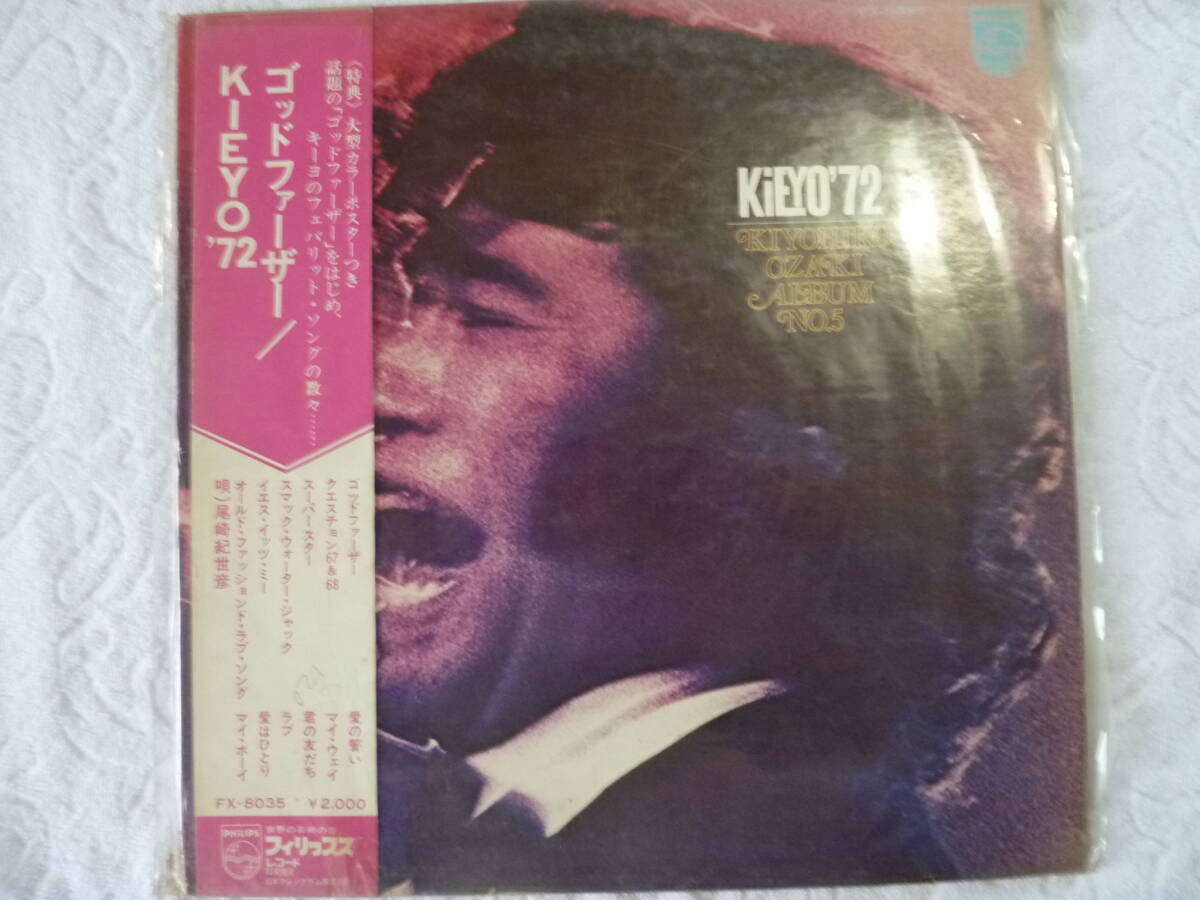 〈特典〉大型カラーポスターつき
話題の「ゴッドファーザー」をはじめ、
キーヨのフェバリット・ソングの数々……
ゴッドファーザー／
KIEYO'72
ゴッドファーザー
クエスチョン67&68
スーパースター
スマック・ウォーター・ジャック
イエス・イッツ・ミー
オールド・ファッションド・ラブ・ソング
唄）尾崎紀世彦
愛の誓い
マイ・ウェイ
君の友だち
ラブ
愛はひとり
マイ・ボーイ
FX-8035 ¥2,000
PHILIPS
フィリップス
レコード
KiEYO'72
KIYOHIKO
OZAKI
ALBUM
NO.5
PHILIPS